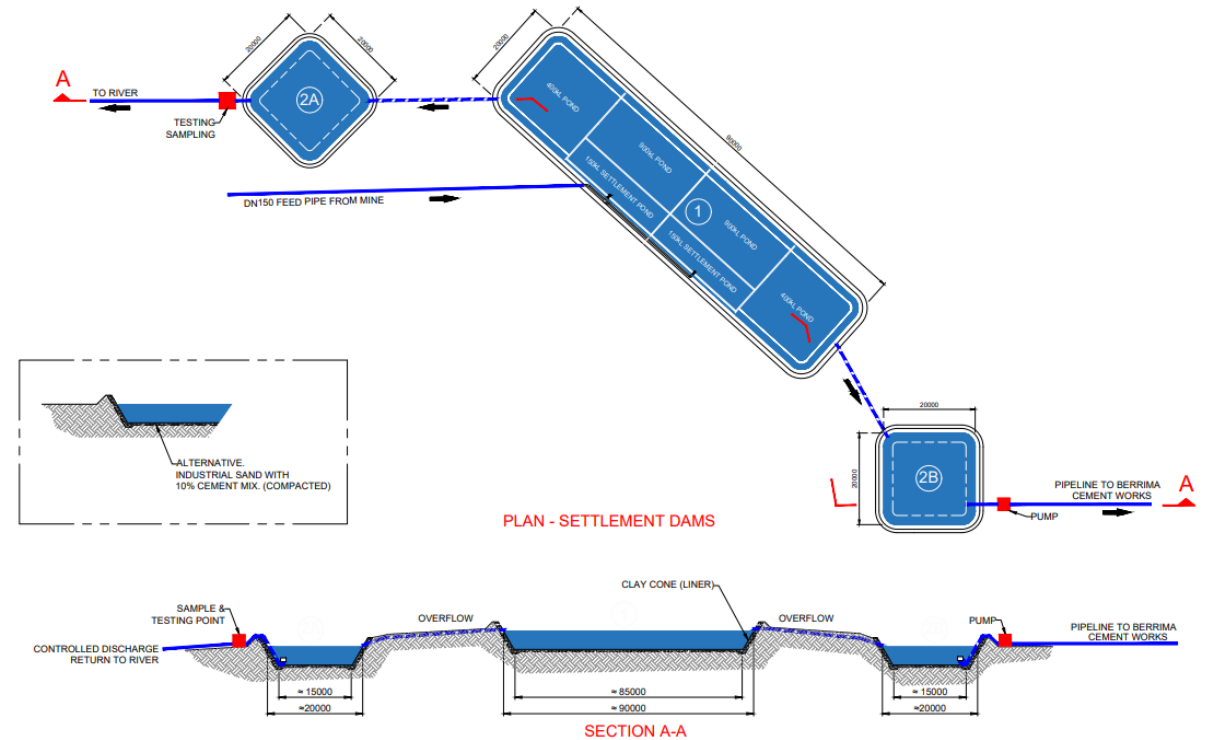 20000
20000
20000
90000
A
TO RIVER
2A
TESTING
SAMPLING
400kL POND
900kL POND
150kL SETTLEMENT POND
1
900kL POND
150kL SETTLEMENT POND
400kL POND
DN150 FEED PIPE FROM MINE
20000
20000
2B
PIPELINE TO BERRIMA
CEMENT WORKS
A
PUMP
ALTERNATIVE.
INDUSTRIAL SAND WITH
10% CEMENT MIX. (COMPACTED)
PLAN - SETTLEMENT DAMS
CLAY CONE (LINER)
SAMPLE &
TESTING POINT
OVERFLOW
OVERFLOW
PUMP
PIPELINE TO BERRIMA
CEMENT WORKS
CONTROLLED DISCHARGE
RETURN TO RIVER
≈ 15000
≈20000
≈ 85000
≈ 90000
≈ 15000
≈20000
SECTION A-A